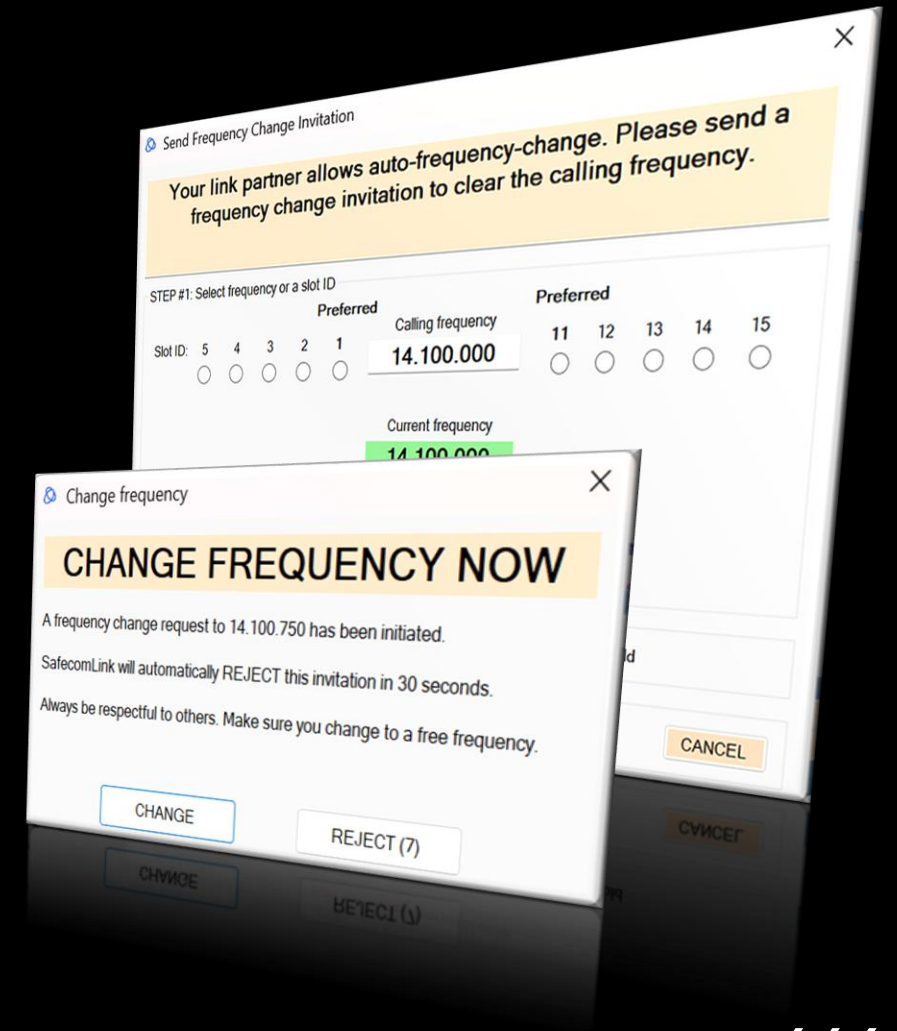 Send Frequency Change Invitation
Your link partner allows auto-frequency-change. Please send a
frequency change invitation to clear the calling frequency.
STEP #1: Select frequency or a slot ID
Preferred
Calling frequency
Preferred
Slot ID: 5 4 3 2 1
14.100.000
11 12 13 14 15
Current frequency
14.100.000
CANCEL
Change frequency
CHANGE FREQUENCY NOW
A frequency change request to 14.100.750 has been initiated.
SafecomLink will automatically REJECT this invitation in 30 seconds.
Always be respectful to others. Make sure you change to a free frequency.
CHANGE
REJECT (7)